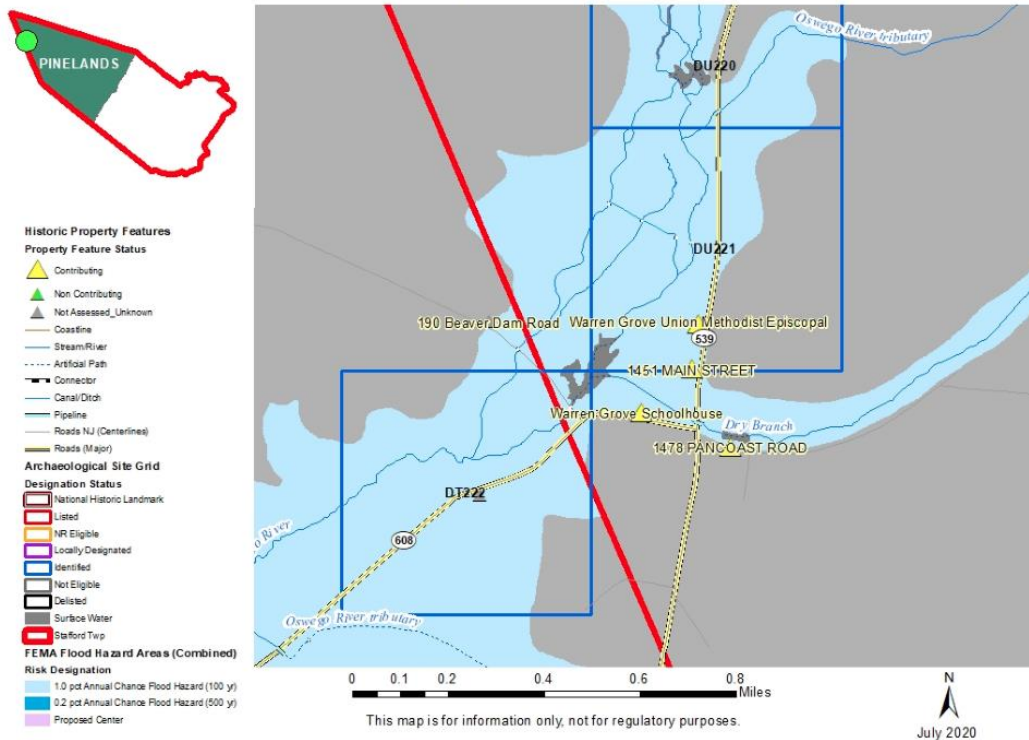 PINELANDS
Historic Property Features
Property Feature Status
Contributing
Non Contributing
Not Assessed_Unknown
Coastline
Stream/River
Artificial Path
Connector
Canal/Ditch
Pipeline
Roads NJ (Centerlines)
Roads (Major)
Archaeological Site Grid
Designation Status
National Historic Landmark
Listed
NR Eligible
Locally Designated
Identified
Not Eligible
Delisted
Surface Water
Stafford Twp
FEMA Flood Hazard Areas (Combined)
Risk Designation
1.0 pct Annual Chance Flood Hazard (100 yr)
0.2 pct Annual Chance Flood Hazard (500 yr)
Proposed Center
Oswego River tributary
DU220
DU221
190 Beaver Dam Road
Warren Grove Union Methodist Episcopal
539
1451 MAIN STREET
Warren Grove Schoolhouse
Dry Branch
1478 PANCOAST ROAD
DT222
608
River
Oswego River tributary
0 0.1 0.2 0.4 0.6 0.8
Miles
This map is for information only, not for regulatory purposes.
N
July 2020